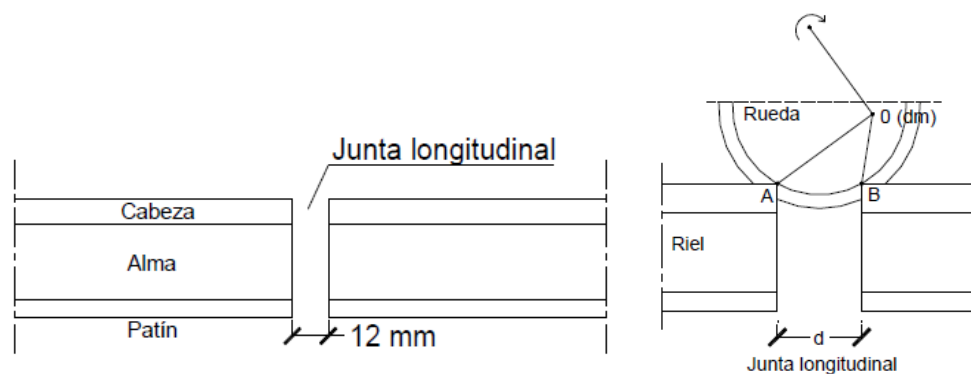 Junta longitudinal
Cabeza
Alma
Patín
12 mm
Rueda
0 (dm)
A
B
Riel
d
Junta longitudinal